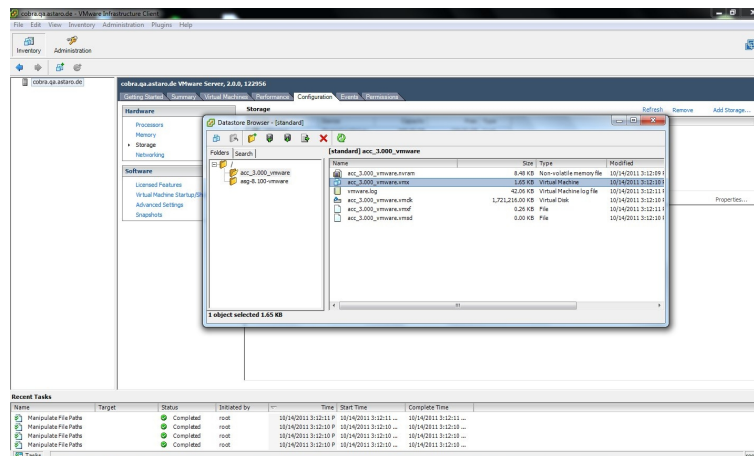 cobra.qa.astaro.de - VMware Infrastructure Client
File Edit View Inventory Administration Plugins Help
Inventory Administration
cobra.qa.astaro.de
cobra.qa.astaro.de VMware Server, 2.0.0, 122956
Getting Started Summary Virtual Machines Performance Configuration Events Permissions
Hardware
Processors
Memory
Storage
Networking
Software
Licensed Features
Virtual Machine Startup/Sh
Advanced Settings
Snapshots
Storage
Refresh Remove Add Storage...
Properties...
Datastore Browser - [standard]
Folders Search
/
acc_3.000_vmware
asg-8.100-vmware
[standard] acc_3.000_vmware
Name Size Type Modified
acc_3.000_vmware.nvram 8.48 KB Non-volatile memory file 10/14/2011 3:12:09
acc_3.000_vmware.vmx 1.65 KB Virtual Machine 10/14/2011 3:12:10
vmware.log 42.06 KB Virtual Machine log file 10/14/2011 3:12:11
acc_3.000_vmware.vmdk 1,721,216.00 KB Virtual Disk 10/14/2011 3:12:10
acc_3.000_vmware.vmxf 0.26 KB File 10/14/2011 3:12:11
acc_3.000_vmware.vmsd 0.00 KB File 10/14/2011 3:12:10
1 object selected 1.65 KB
Recent Tasks
Name Target Status Initiated by Time Start Time Complete Time
Manipulate File Paths Completed root 10/14/2011 3:12:11 P 10/14/2011 3:12:11 ... 10/14/2011 3:12:11 ...
Manipulate File Paths Completed root 10/14/2011 3:12:10 P 10/14/2011 3:12:10 ... 10/14/2011 3:12:10 ...
Manipulate File Paths Completed root 10/14/2011 3:12:10 P 10/14/2011 3:12:10 ... 10/14/2011 3:12:10 ...
Manipulate File Paths Completed root 10/14/2011 3:12:10 P 10/14/2011 3:12:10 ... 10/14/2011 3:12:10 ...
Tasks